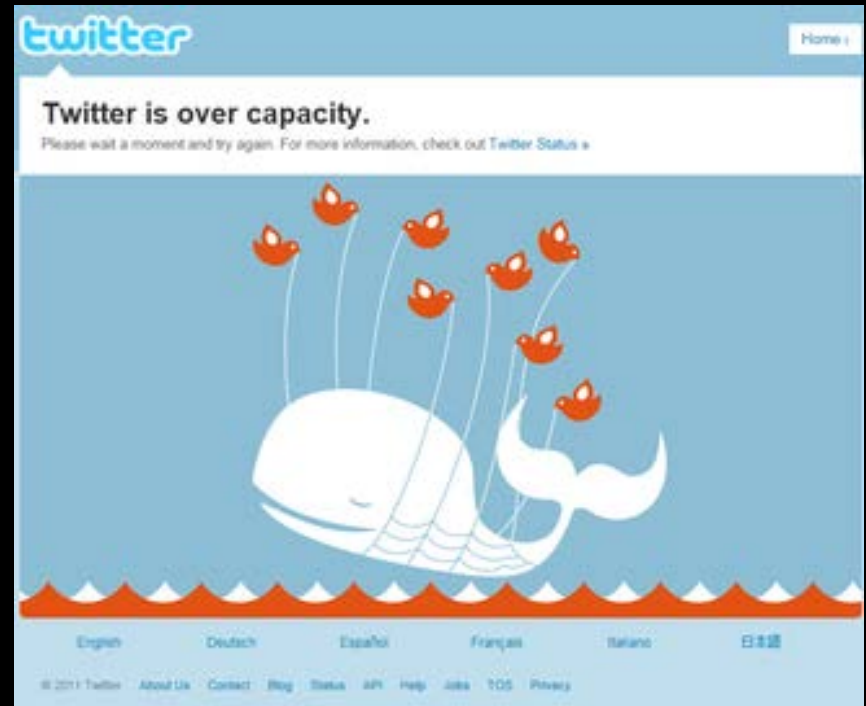 twitter
Home ›
Twitter is over capacity.
Please wait a moment and try again. For more information, check out Twitter Status »
English Deutsch Español Français Italiano 日本語
© 2011 Twitter About Us Contact Blog Status API Help Jobs TOS Privacy